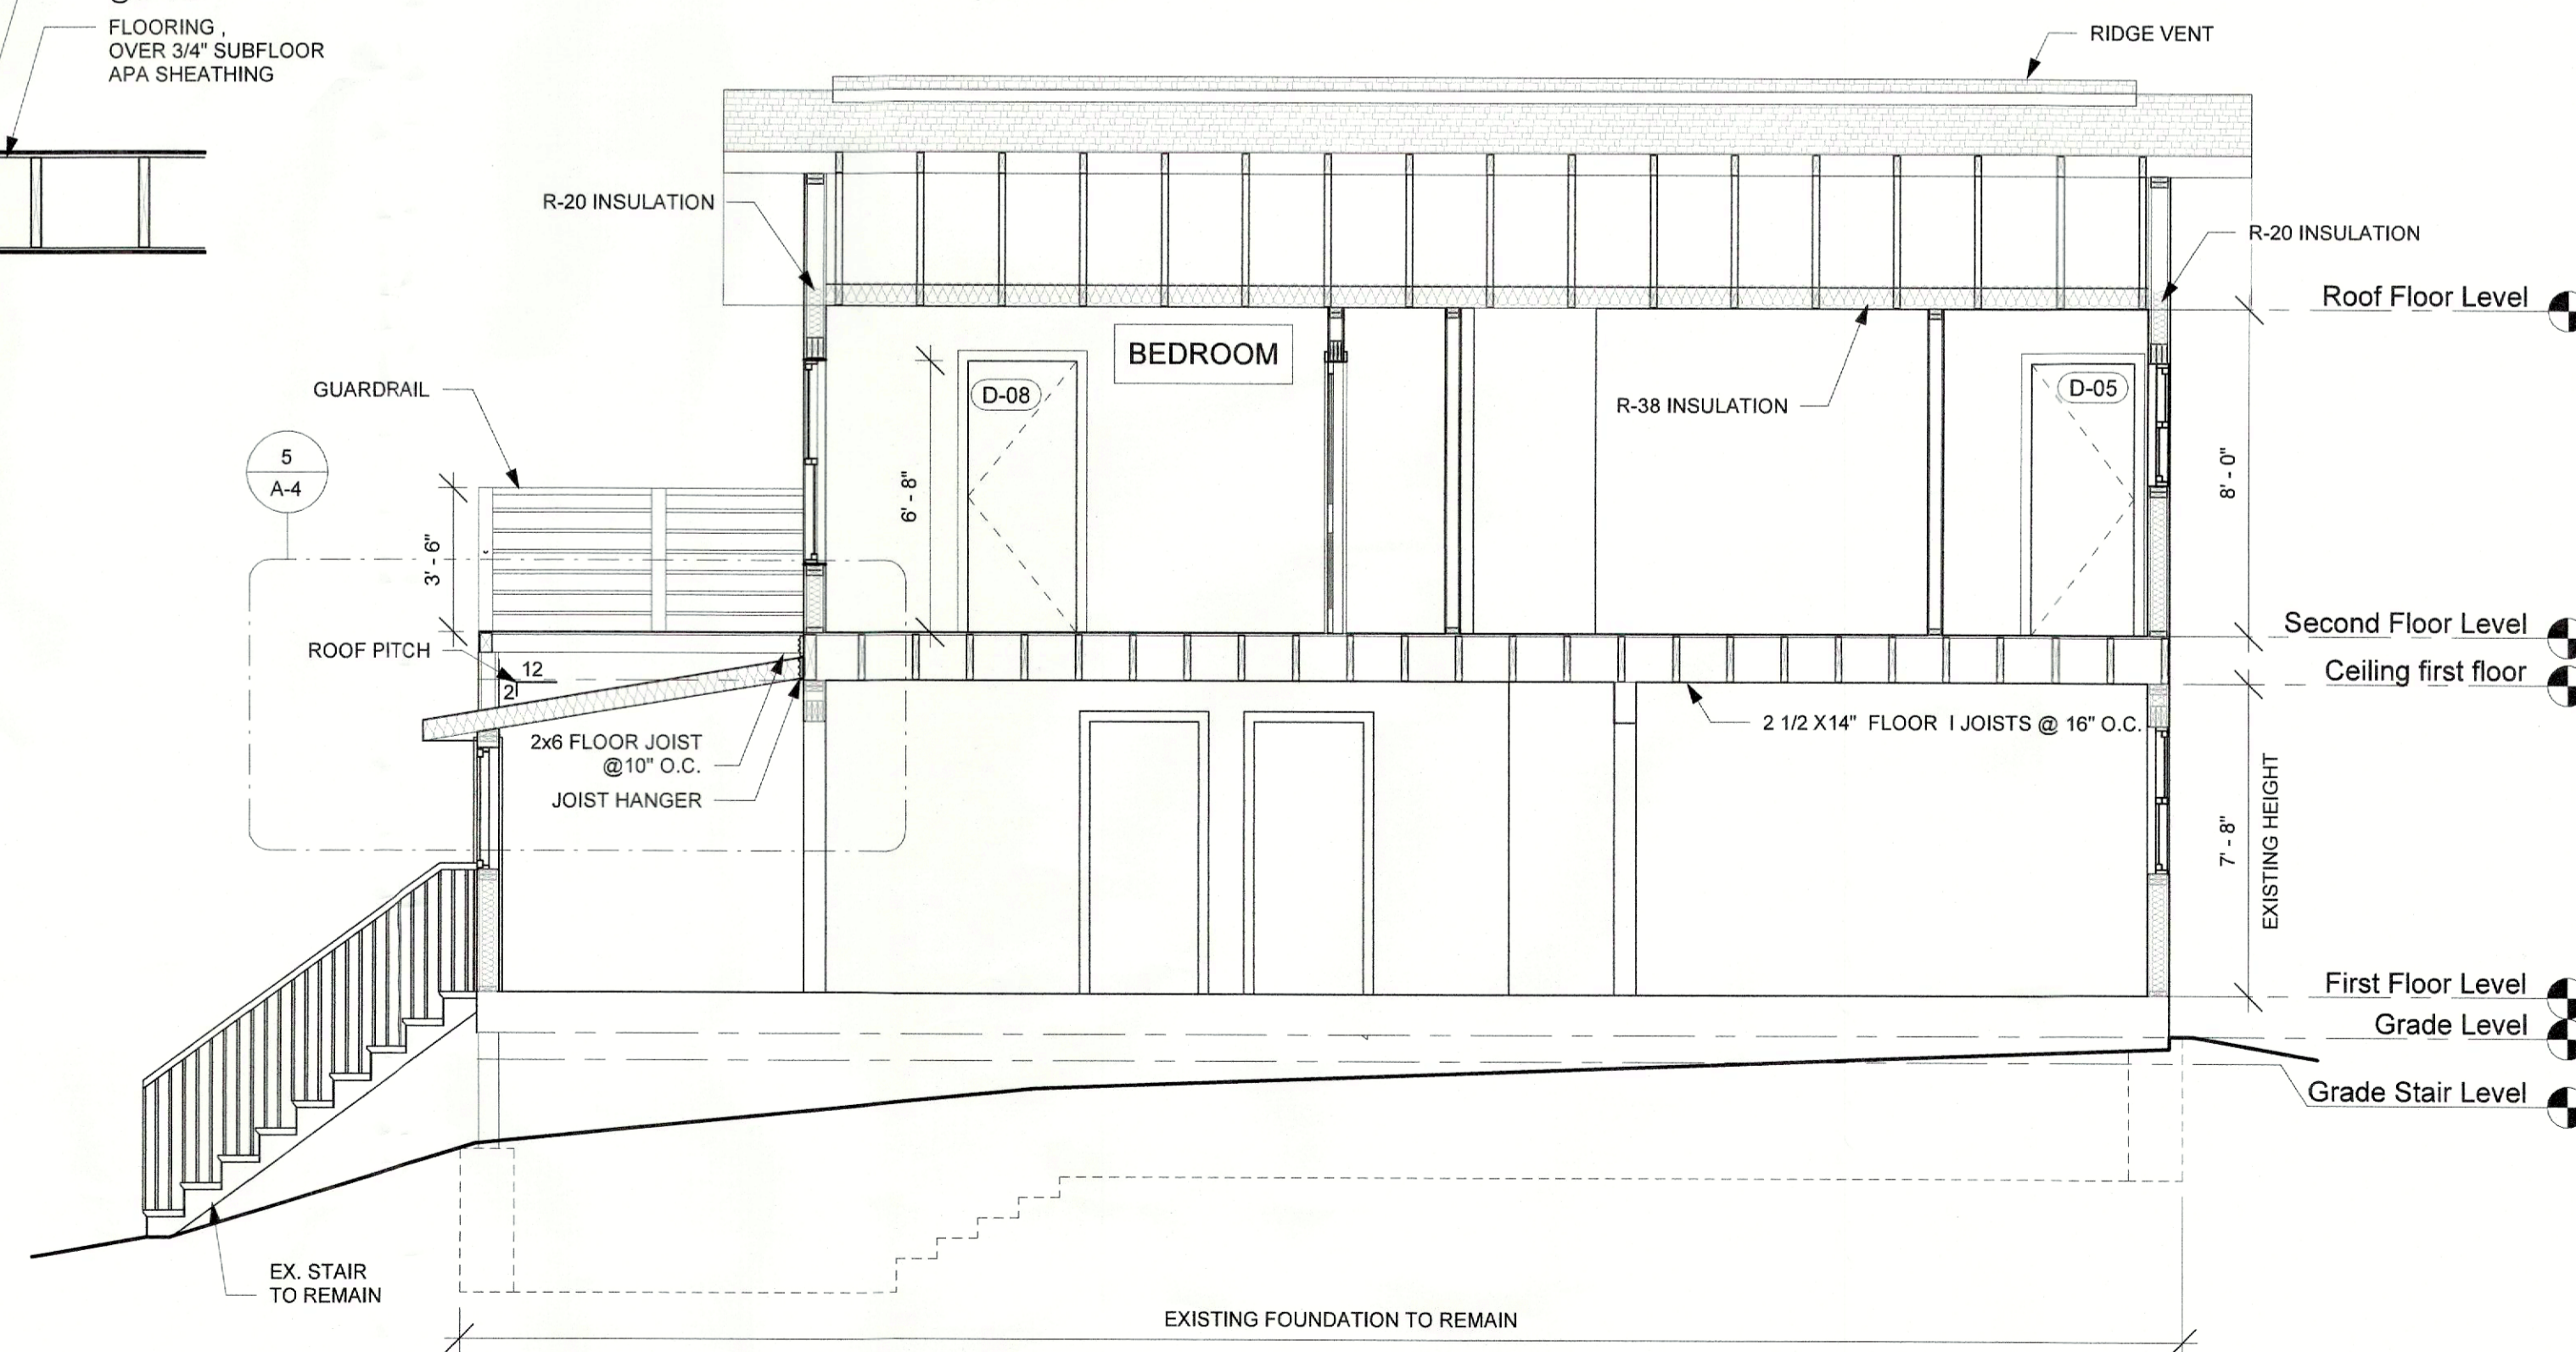 FLOORING ,
OVER 3/4" SUBFLOOR
APA SHEATHING
RIDGE VENT
R-20 INSULATION
R-20 INSULATION
Roof Floor Level
BEDROOM
D-08
D-05
GUARDRAIL
R-38 INSULATION
5
A-4
6' - 8"
8' - 0"
3' - 6"
Second Floor Level
ROOF PITCH
12
2
Ceiling first floor
2 1/2 X14" FLOOR I JOISTS @ 16" O.C.
2x6 FLOOR JOIST
@10" O.C.
JOIST HANGER
7' - 8"
EXISTING HEIGHT
First Floor Level
Grade Level
Grade Stair Level
EX. STAIR
TO REMAIN
EXISTING FOUNDATION TO REMAIN